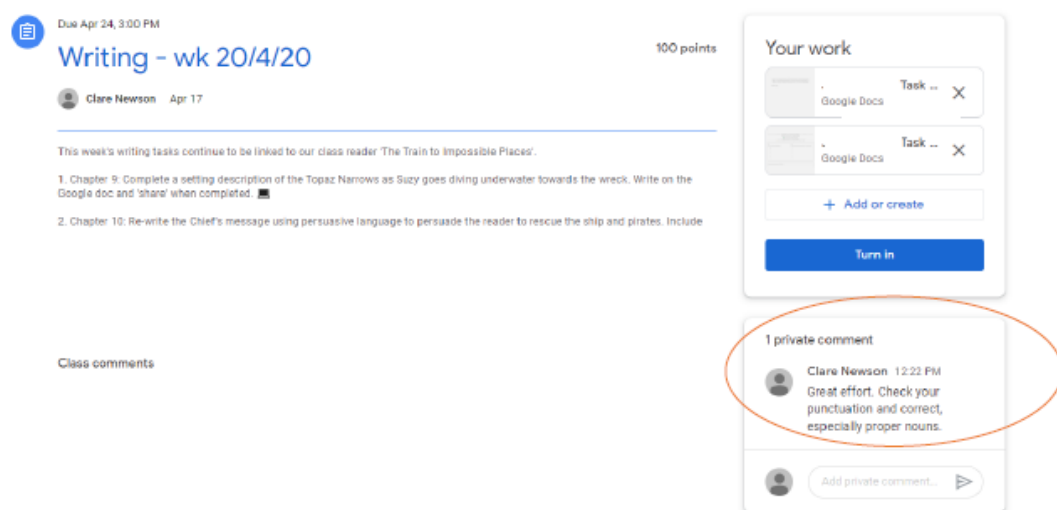 Due Apr 24, 3:00 PM
Writing - wk 20/4/20
100 points
Clare Newson Apr 17
This week's writing tasks continue to be linked to our class reader 'The Train to Impossible Places'.
1. Chapter 9: Complete a setting description of the Topaz Narrows as Suzy goes diving underwater towards the wreck. Write on the
Google doc and 'share' when completed.
2. Chapter 10: Re-write the Chief's message using persuasive language to persuade the reader to rescue the ship and pirates. Include
Class comments
Your work
. Task ...
Google Docs
. Task ...
Google Docs
+ Add or create
Turn in
1 private comment
Clare Newson 12:22 PM
Great effort. Check your
punctuation and correct,
especially proper nouns.
Add private comment...